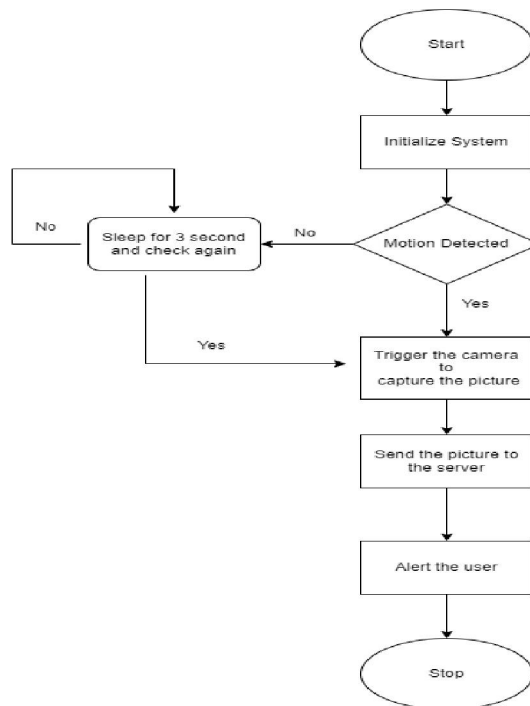 Start
Initialize System
No
Sleep for 3 second
and check again
No
Motion Detected
Yes
Yes
Trigger the camera
to
capture the picture
Send the picture to
the server
Alert the user
Stop